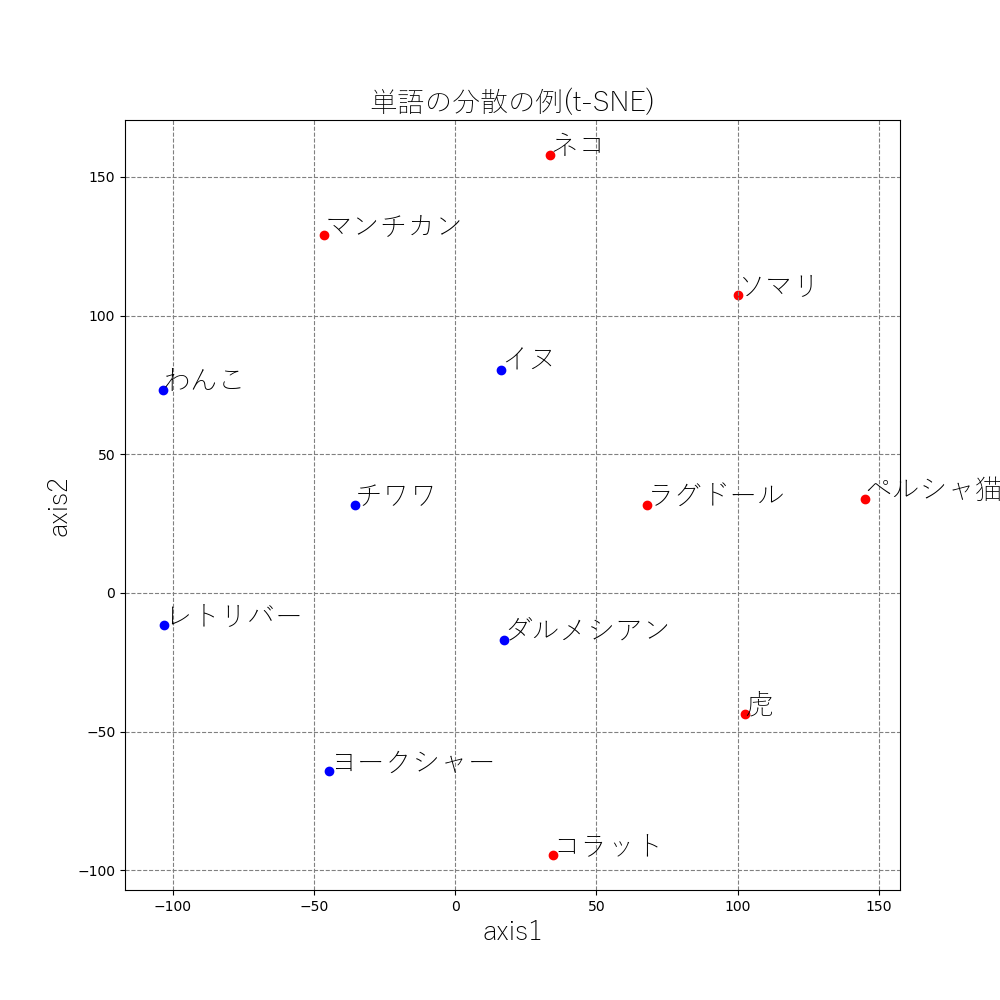 単語の分散の例(t-SNE)
ネコ
マンチカン
ソマリ
イヌ
わんこ
チワワ
ラグドール
ペルシャ猫
レトリバー
ダルメシアン
虎
ヨークシャー
コラット
150
100
50
0
−50
−100
axis2
−100
−50
0
50
100
150
axis1